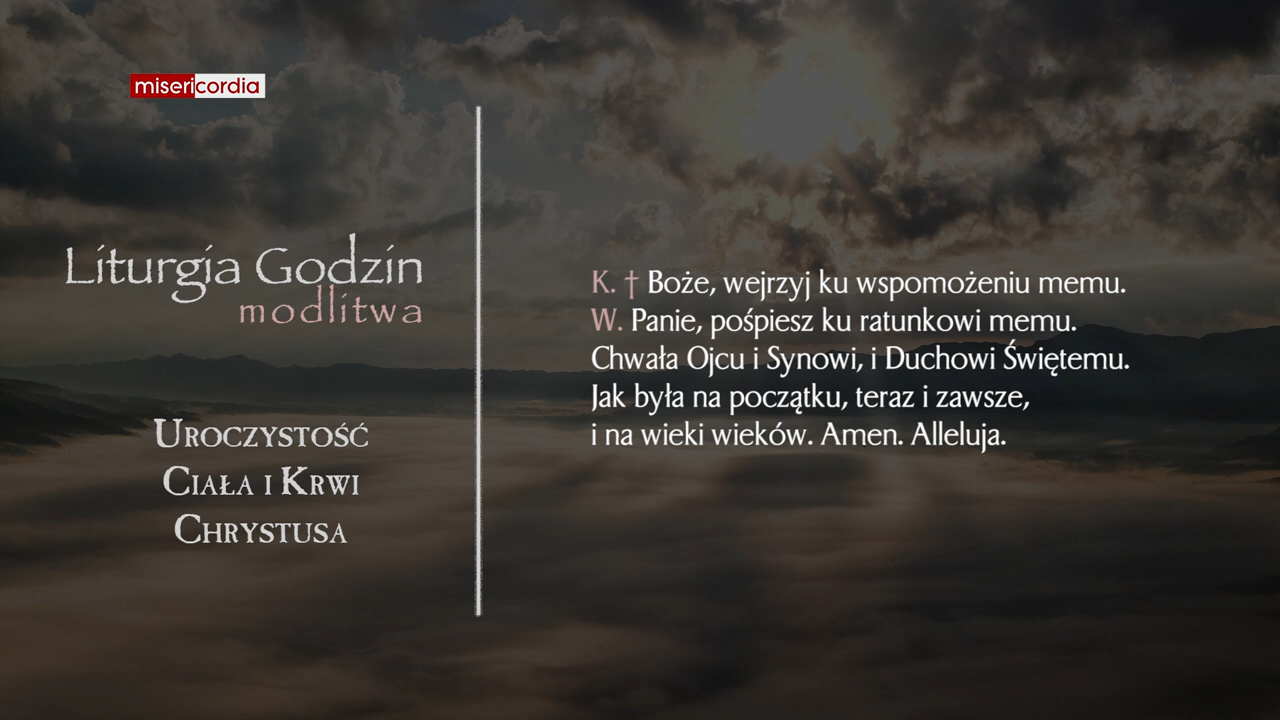 misericordia
Liturgia Godzin
modlitwa
Uroczystość
Ciała i Krwi
Chrystusa
K. † Boże, wejrzyj ku wspomożeniu memu.
W. Panie, pośpiesz ku ratunkowi memu.
Chwała Ojcu i Synowi, i Duchowi Świętemu.
Jak była na początku, teraz i zawsze,
i na wieki wieków. Amen. Alleluja.